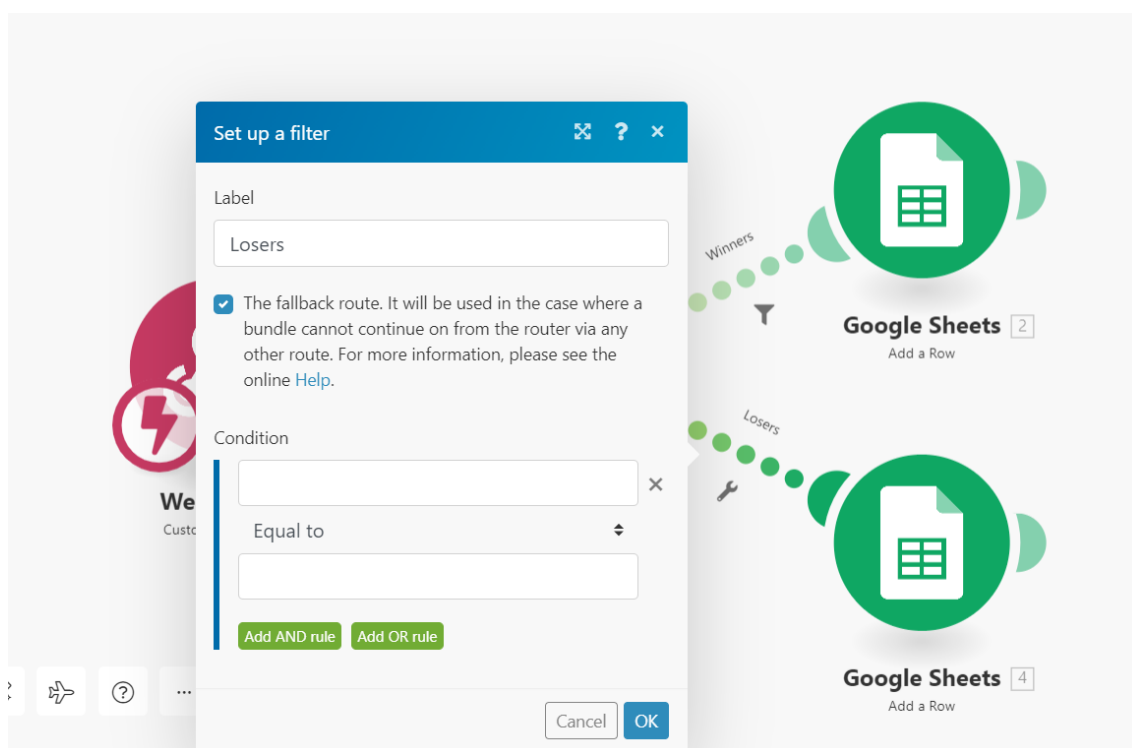 Set up a filter
?
Label
Losers
The fallback route. It will be used in the case where a
bundle cannot continue on from the router via any
other route. For more information, please see the
online Help.
Condition
Equal to
Add AND rule Add OR rule
Cancel OK
We
Custo
Winners
Google Sheets 2
Add a Row
Losers
Google Sheets 4
Add a Row
?
...